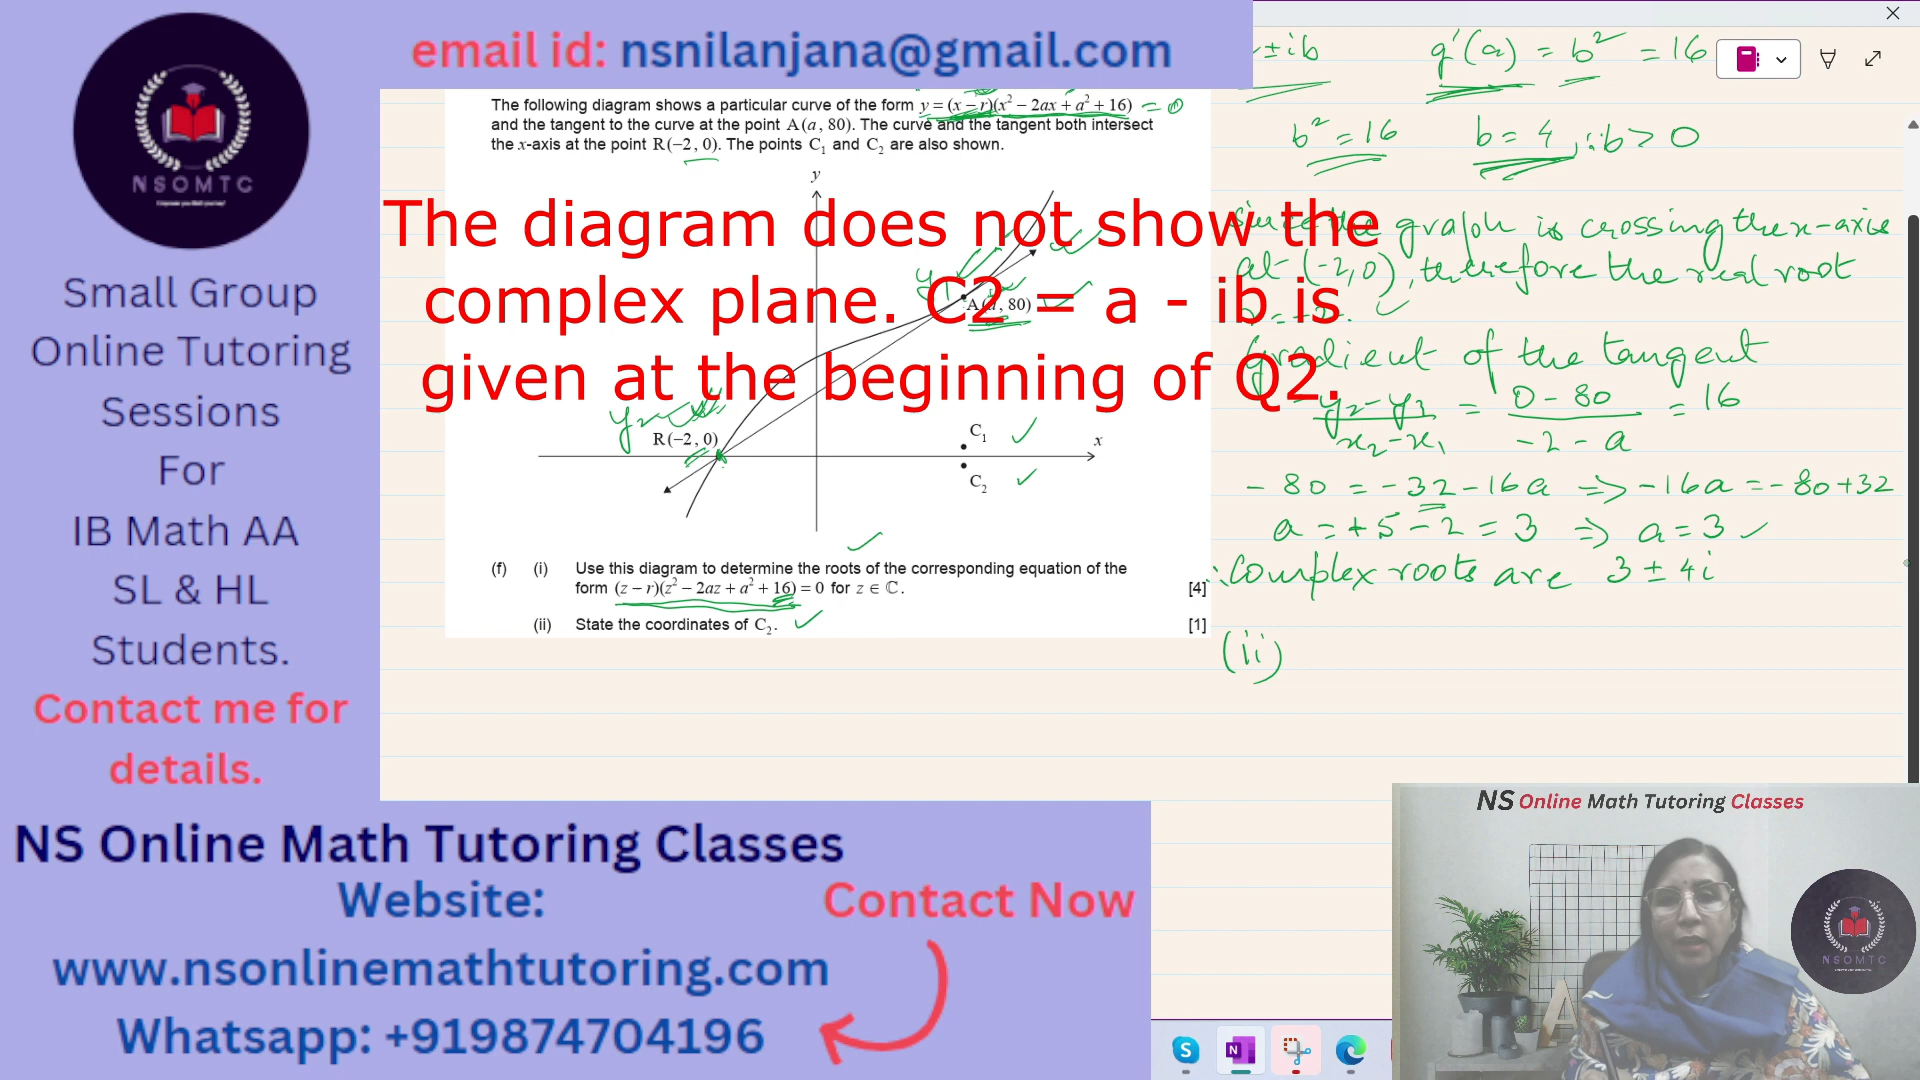 email id: nsnilanjana@gmail.com
NSOMTC
Small Group
Online Tutoring
Sessions
For
IB Math AA
SL & HL
Students.
Contact me for
details.
The following diagram shows a particular curve of the form y = (x − r)(x² − 2ax + a² + 16) = 0
and the tangent to the curve at the point A(a, 80). The curve and the tangent both intersect
the x-axis at the point R(−2, 0). The points C₁ and C₂ are also shown.
y
The diagram does not show the
complex plane. C2 = a - ib is
given at the beginning of Q2.
A(a, 80)
R(−2, 0)
C₁
x
C₂
(f) (i) Use this diagram to determine the roots of the corresponding equation of the
form (z − r)(z² − 2az + a² + 16) = 0 for z ∈ ℂ. [4]
(ii) State the coordinates of C₂. [1]
± ib g'(a) = b² = 16
b² = 16 b = 4, ∵ b > 0
Since the graph is crossing the x-axis
at (-2, 0), therefore the real root
Gradient of the tangent
y₂ - y₁ / x₂ - x₁ = 0 - 80 / -2 - a = 16
- 80 = -32 - 16a ⇒ -16a = -80 + 32
a = +5 - 2 = 3 ⇒ a = 3
∴ Complex roots are 3 ± 4i
(ii)
NS Online Math Tutoring Classes
Website:
www.nsonlinemathtutoring.com
Whatsapp: +919874704196
Contact Now
NS Online Math Tutoring Classes
NSOMTC